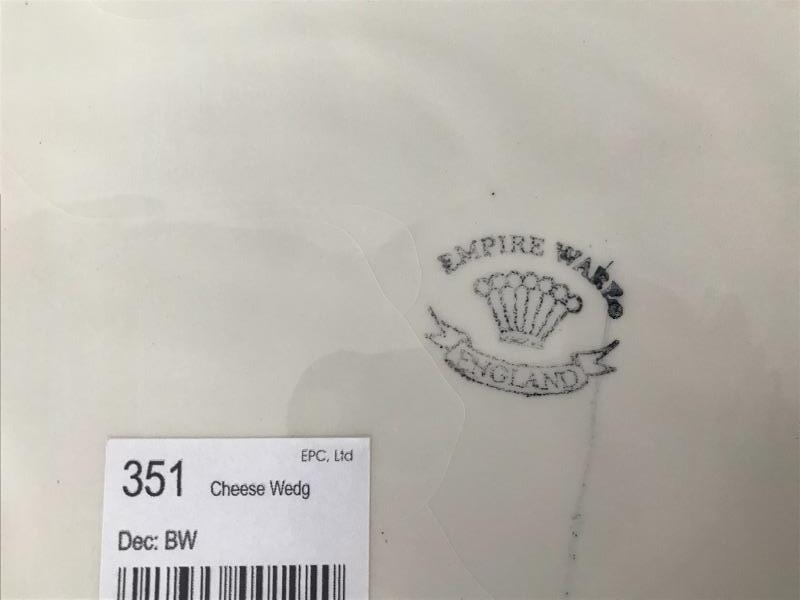 EMPIRE WARE
ENGLAND
EPC, Ltd
351 Cheese Wedg
Dec: BW